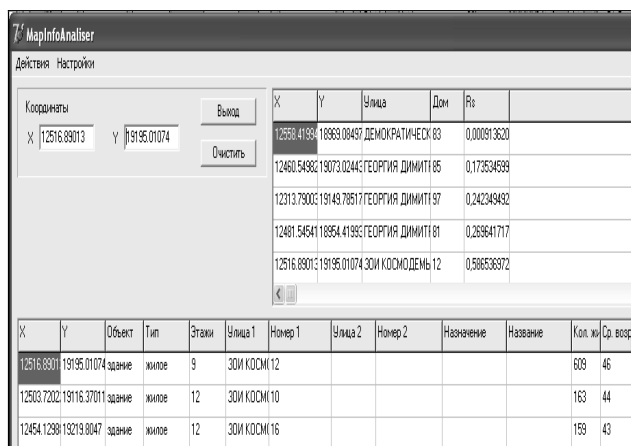 MapInfoAnaliser
Действия Настройки
Координаты
X 12516.89013 Y 19195.01074
Выход
Очистить
X Y Улица Дом Rs
12558.41994 18969.08497 ДЕМОКРАТИЧЕСК 83 0,000913620
12460.54982 19073.02443 ГЕОРГИЯ ДИМИТ 85 0,173534599
12313.79003 19149.78517 ГЕОРГИЯ ДИМИТ 97 0,242349492
12481.54541 18954.41993 ГЕОРГИЯ ДИМИТ 81 0,269641717
12516.89013 19195.01074 ЗОИ КОСМОДЕМЬ 12 0,586536972
X Y Объект Тип Этажи Улица 1 Номер 1 Улица 2 Номер 2 Назначение Название Кол. жи Ср. возр
12516.8901 19195.01074 здание жилое 9 ЗОИ КОСМ 12 609 46
12503.7202 19116.37011 здание жилое 12 ЗОИ КОСМ 10 163 44
12454.1298 19219.8047 здание жилое 12 ЗОИ КОСМ 16 159 43